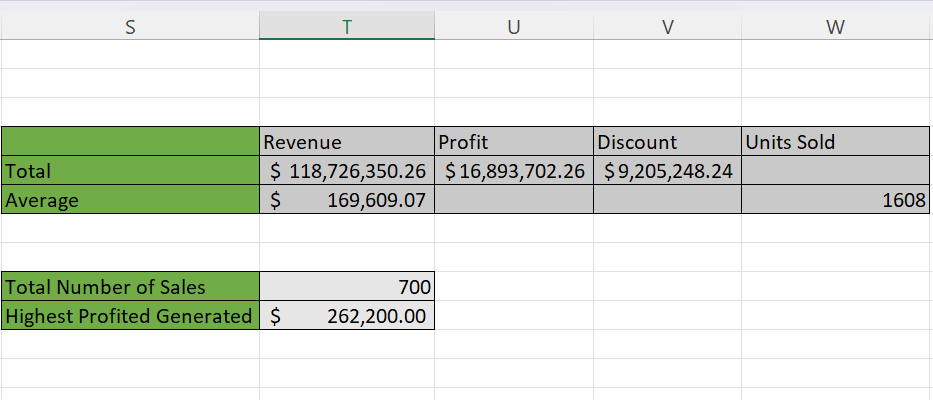 S T U V W
Revenue Profit Discount Units Sold
Total $ 118,726,350.26 $ 16,893,702.26 $ 9,205,248.24
Average $ 169,609.07 1608
Total Number of Sales 700
Highest Profited Generated $ 262,200.00